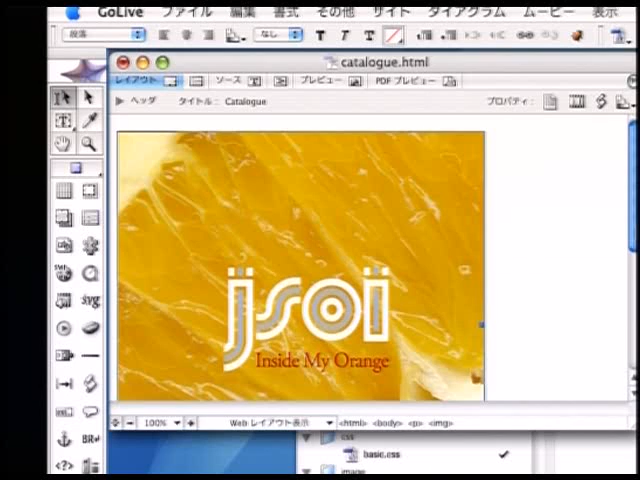 GoLive ファイル 編集 書式 その他 サイト ダイアグラム ムービー 表示
段落 なし T T T
catalogue.html
レイアウト ソース プレビュー PDF プレビュー
ヘッダ タイトル： Catalogue プロパティ：
jsoi
Inside My Orange
SVG
BR
<?>
100% Web レイアウト表示 <html> <body> <p> <img>
css
basic.css
image